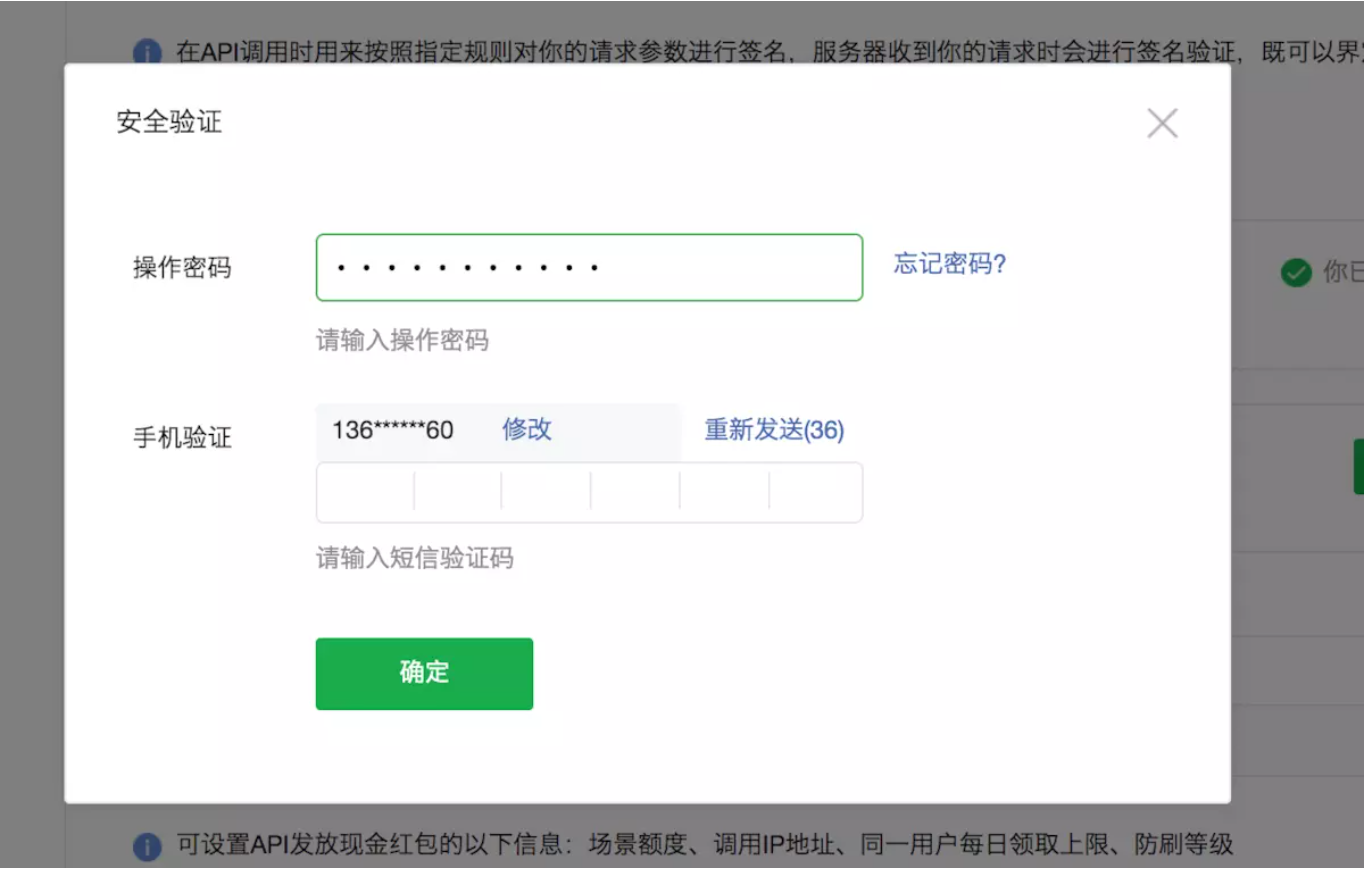 在API调用时用来按照指定规则对你的请求参数进行签名，服务器收到你的请求时会进行签名验证，既可以界
安全验证
操作密码
忘记密码?
你已
请输入操作密码
手机验证
136******60 修改 重新发送(36)
请输入短信验证码
确定
可设置API发放现金红包的以下信息：场景额度、调用IP地址、同一用户每日领取上限、防刷等级